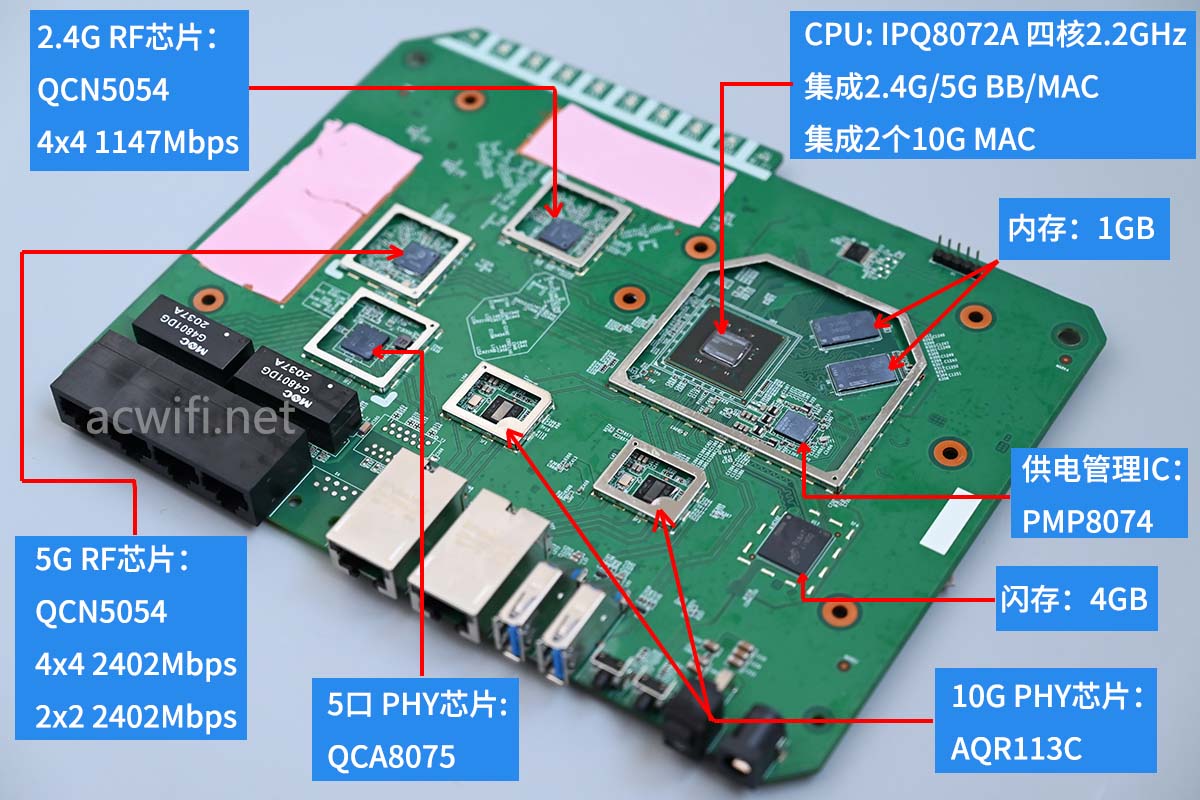 2.4G RF芯片：
QCN5054
4x4 1147Mbps
CPU: IPQ8072A 四核2.2GHz
集成2.4G/5G BB/MAC
集成2个10G MAC
内存：1GB
MOC
G4801DG
2037A
MOC
G4801DG
2037A
acwifi.net
供电管理IC：
PMP8074
闪存：4GB
5G RF芯片：
QCN5054
4x4 2402Mbps
2x2 2402Mbps
5口 PHY芯片：
QCA8075
10G PHY芯片：
AQR113C